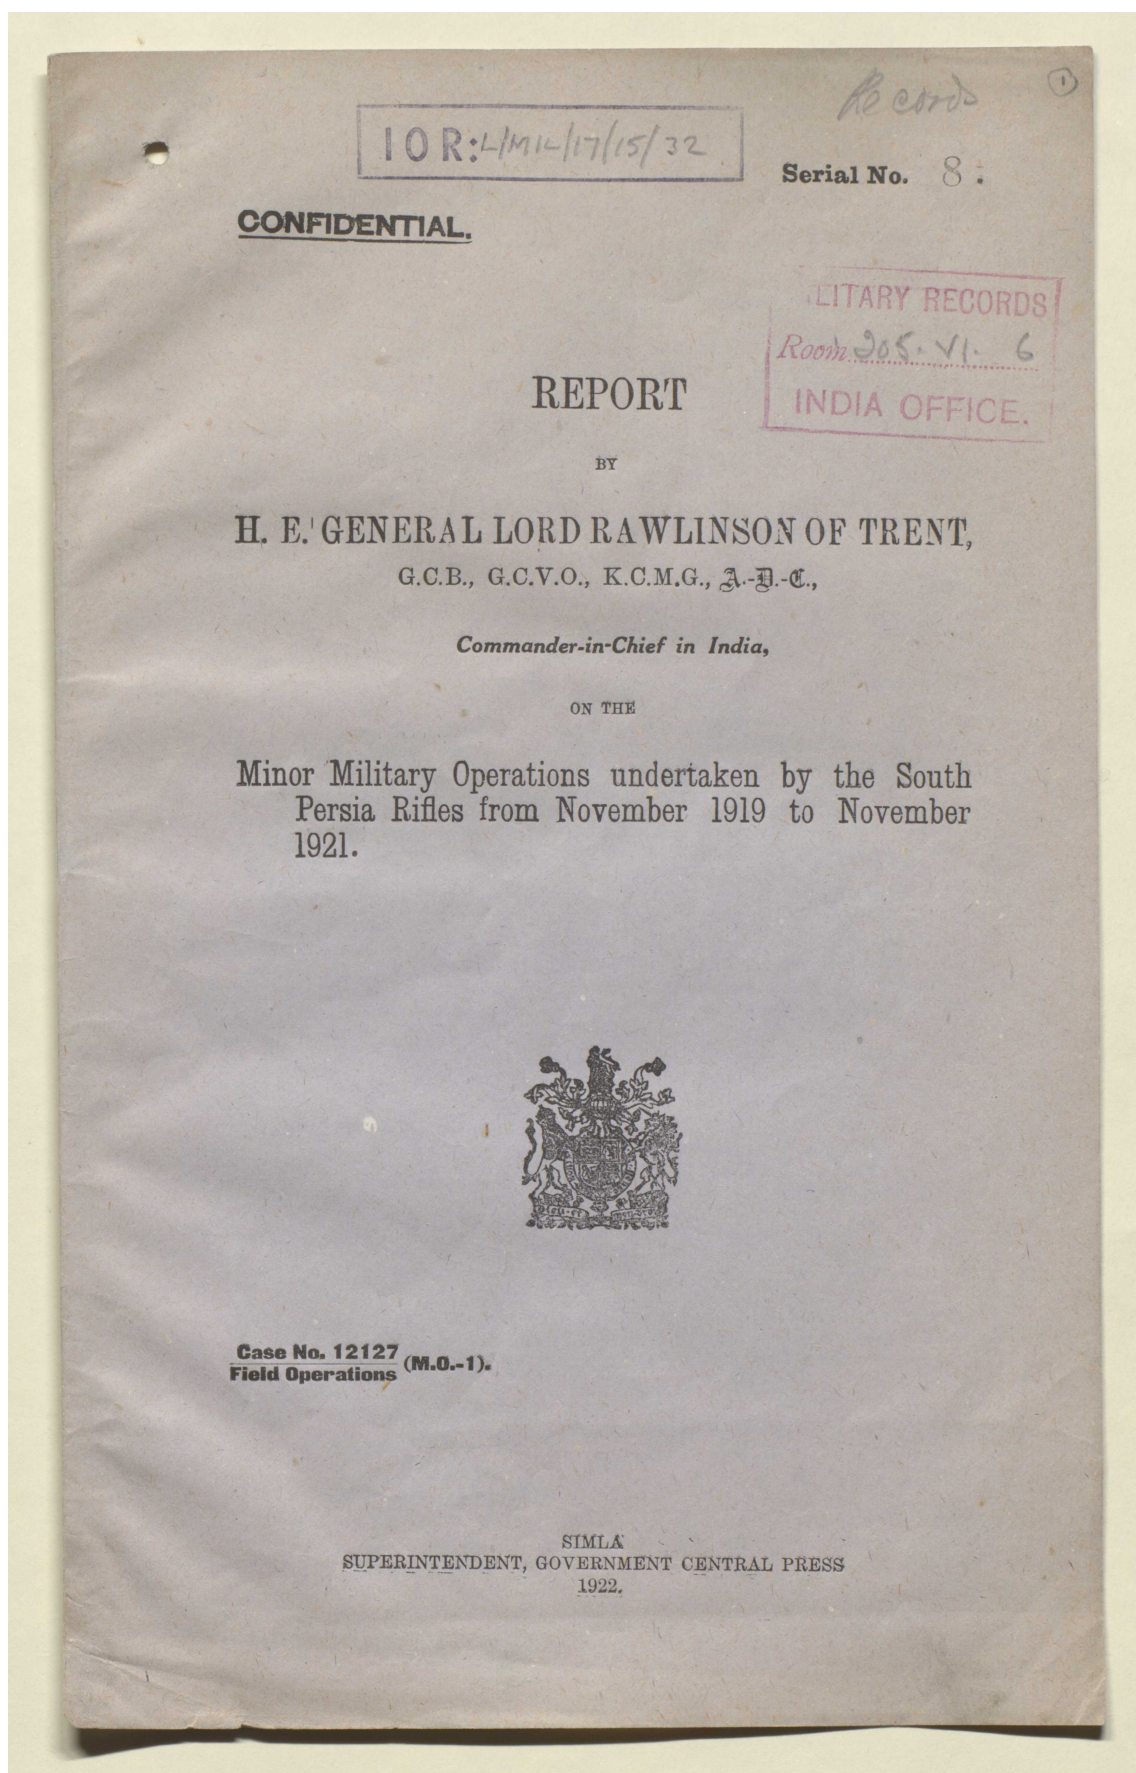 Records
1
IOR: L/MIL/17/15/32
Serial No. 8.
CONFIDENTIAL.
LITARY RECORDS
Room 205. VI. 6
INDIA OFFICE.
REPORT
BY
H. E. GENERAL LORD RAWLINSON OF TRENT,
G.C.B., G.C.V.O., K.C.M.G., A.-D.-C.,
Commander-in-Chief in India,
ON THE
Minor Military Operations undertaken by the South
Persia Rifles from November 1919 to November
1921.
Case No. 12127
Field Operations (M.O.-1).
SIMLA
SUPERINTENDENT, GOVERNMENT CENTRAL PRESS
1922.